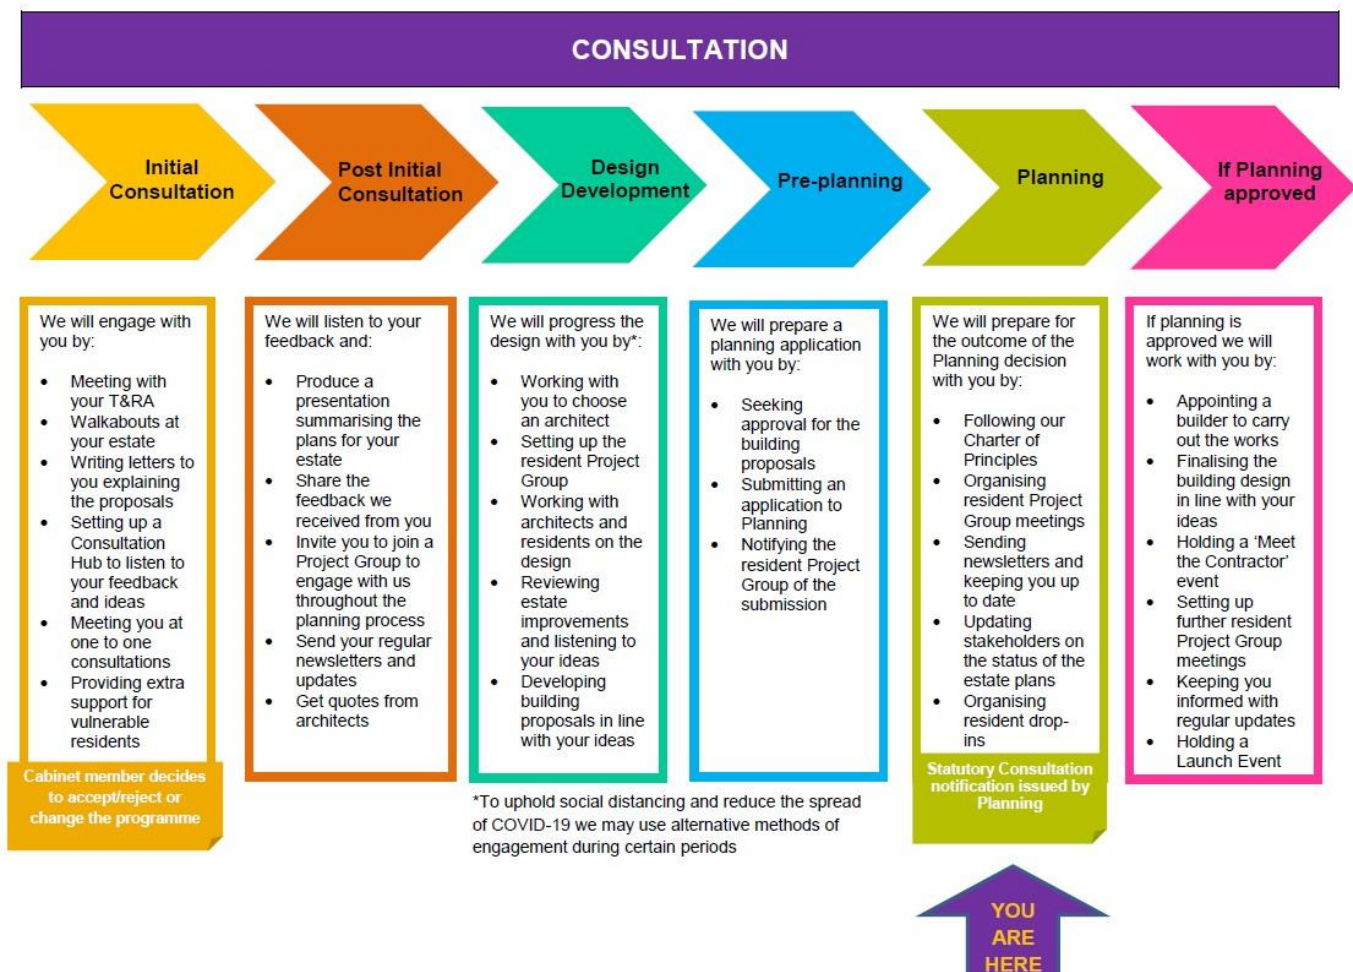 CONSULTATION
Initial
Consultation
Post Initial
Consultation
Design
Development
Pre-planning
Planning
If Planning
approved
We will engage with
you by:
• Meeting with
your T&RA
• Walkabouts at
your estate
• Writing letters to
you explaining
the proposals
• Setting up a
Consultation
Hub to listen to
your feedback
and ideas
• Meeting you at
one to one
consultations
• Providing extra
support for
vulnerable
residents
Cabinet member decides
to accept/reject or
change the programme
We will listen to your
feedback and:
• Produce a
presentation
summarising the
plans for your
estate
• Share the
feedback we
received from you
• Invite you to join a
Project Group to
engage with us
throughout the
planning process
• Send your regular
newsletters and
updates
• Get quotes from
architects
We will progress the
design with you by*:
• Working with
you to choose
an architect
• Setting up the
resident Project
Group
• Working with
architects and
residents on the
design
• Reviewing
estate
improvements
and listening to
your ideas
• Developing
building
proposals in line
with your ideas
We will prepare a
planning application
with you by:
• Seeking
approval for the
building
proposals
• Submitting an
application to
Planning
• Notifying the
resident Project
Group of the
submission
*To uphold social distancing and reduce the spread
of COVID-19 we may use alternative methods of
engagement during certain periods
We will prepare for
the outcome of the
Planning decision
with you by:
• Following our
Charter of
Principles
• Organising
resident Project
Group meetings
• Sending
newsletters and
keeping you up
to date
• Updating
stakeholders on
the status of the
estate plans
• Organising
resident drop-
ins
Statutory Consultation
notification issued by
Planning
YOU
ARE
HERE
If planning is
approved we will
work with you by:
• Appointing a
builder to carry
out the works
• Finalising the
building design
in line with your
ideas
• Holding a ‘Meet
the Contractor’
event
• Setting up
further resident
Project Group
meetings
• Keeping you
informed with
regular updates
• Holding a
Launch Event